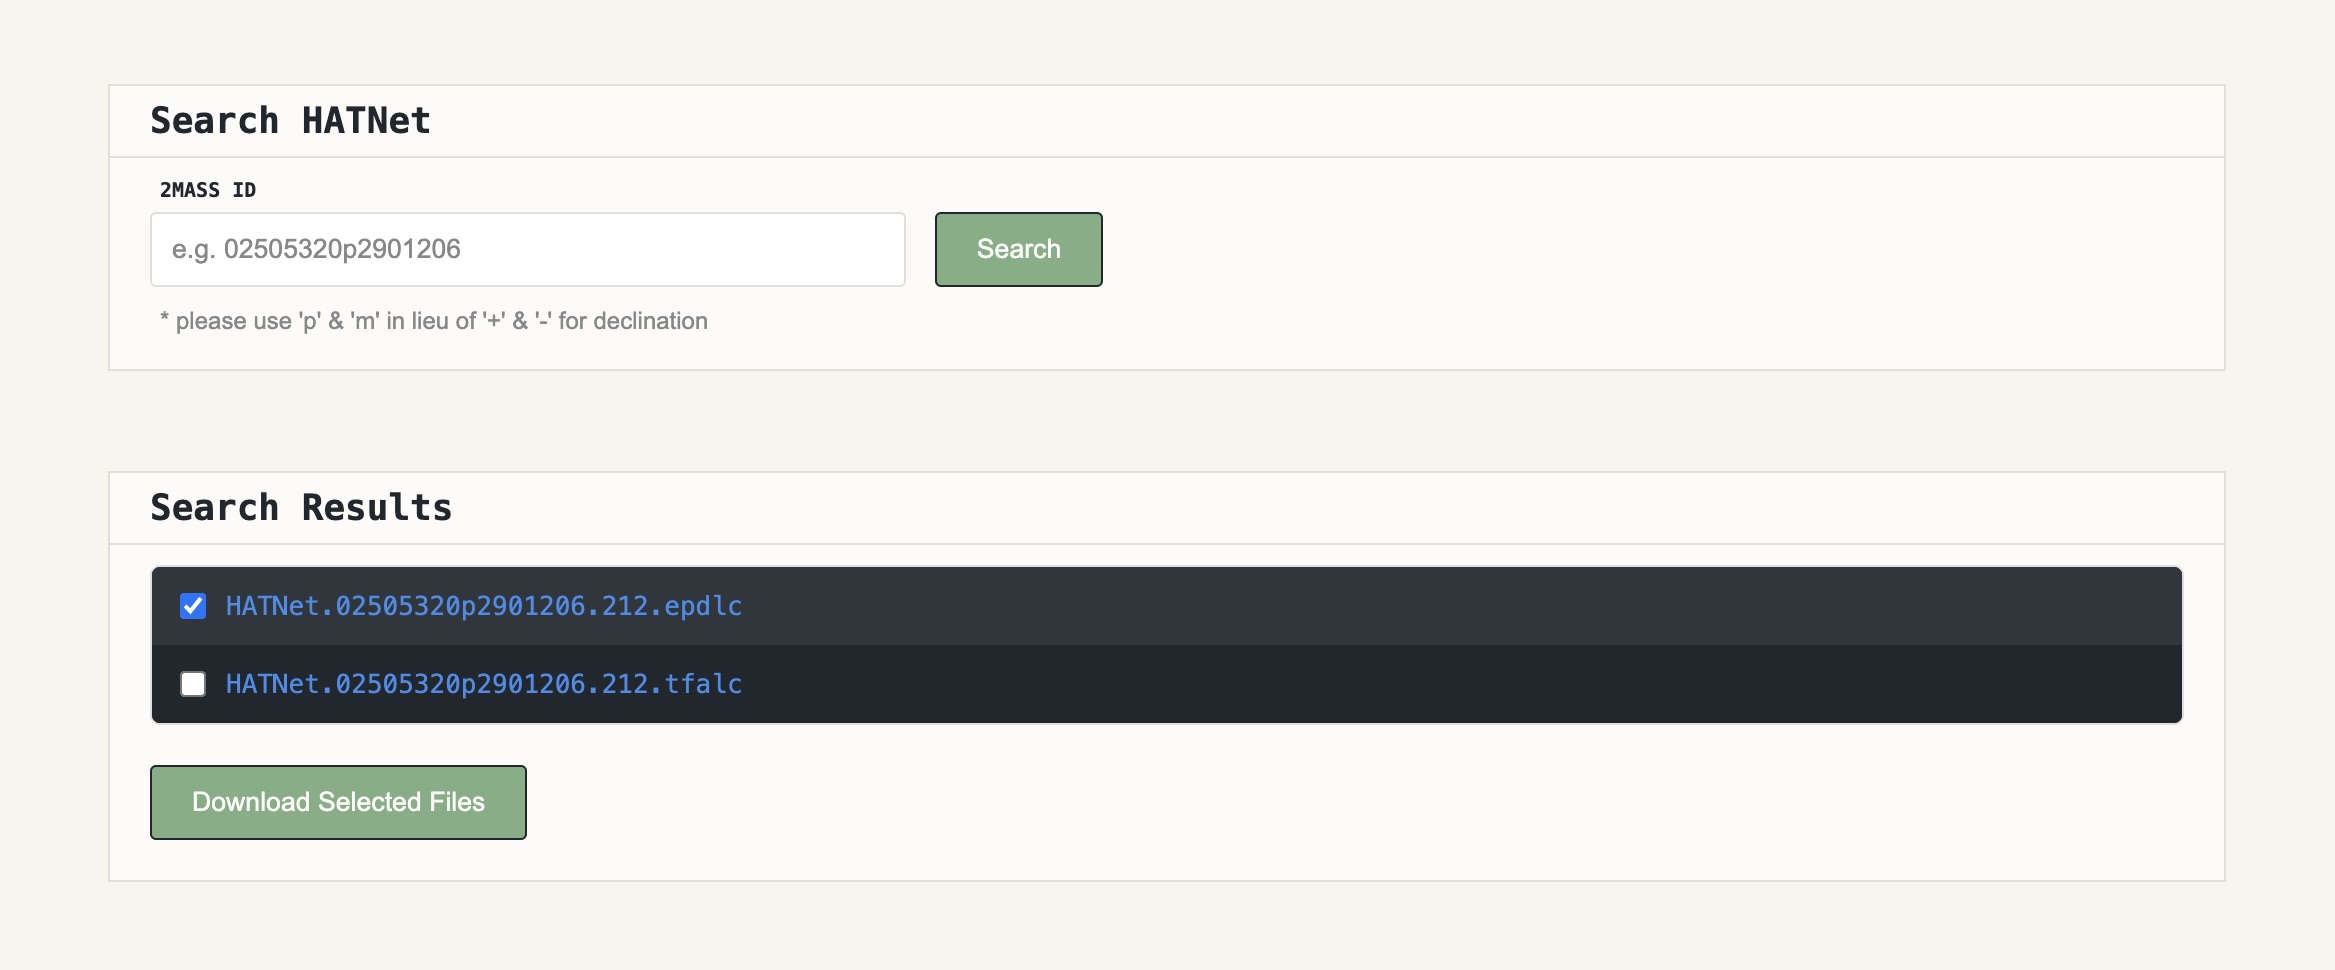 Search HATNet
2MASS ID
e.g. 02505320p2901206
Search
* please use 'p' & 'm' in lieu of '+' & '-' for declination
Search Results
HATNet.02505320p2901206.212.epdlc
HATNet.02505320p2901206.212.tfalc
Download Selected Files